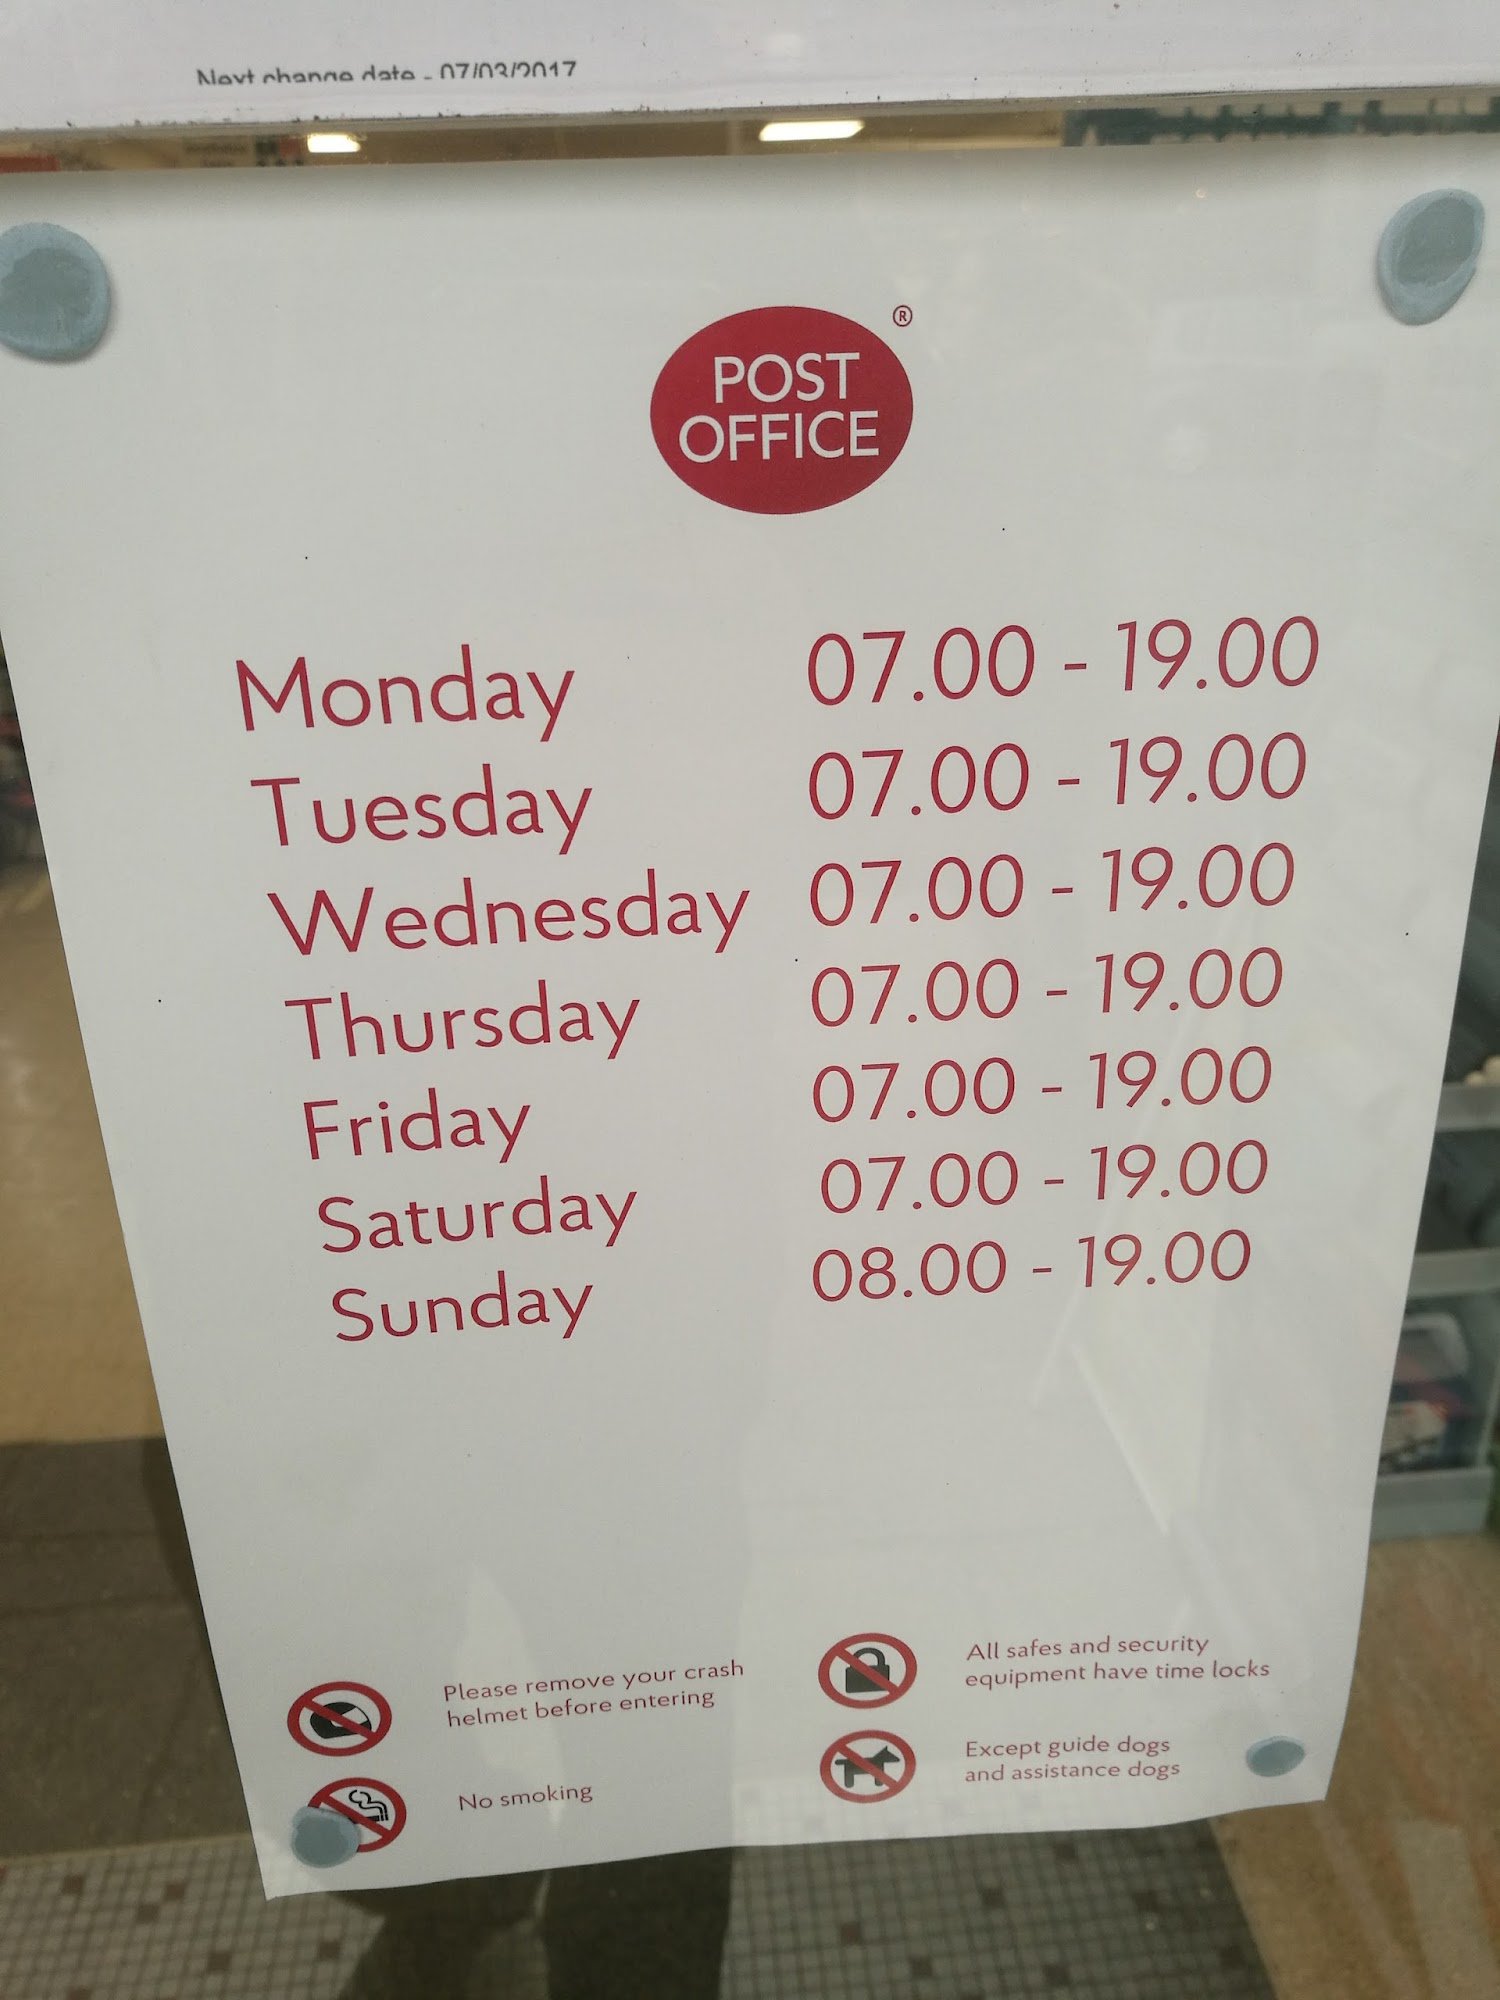 Next change date - 07/03/2017
POST
OFFICE
®
Monday 07.00 - 19.00
Tuesday 07.00 - 19.00
Wednesday 07.00 - 19.00
Thursday 07.00 - 19.00
Friday 07.00 - 19.00
Saturday 07.00 - 19.00
Sunday 08.00 - 19.00
Please remove your crash
helmet before entering
No smoking
All safes and security
equipment have time locks
Except guide dogs
and assistance dogs